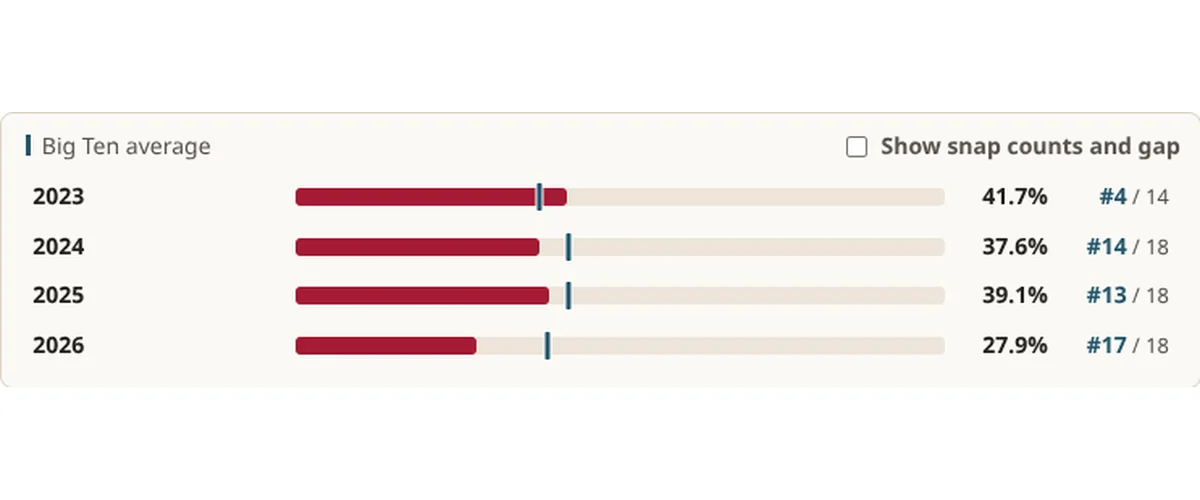 Big Ten average
Show snap counts and gap
2023 41.7% #4 / 14
2024 37.6% #14 / 18
2025 39.1% #13 / 18
2026 27.9% #17 / 18